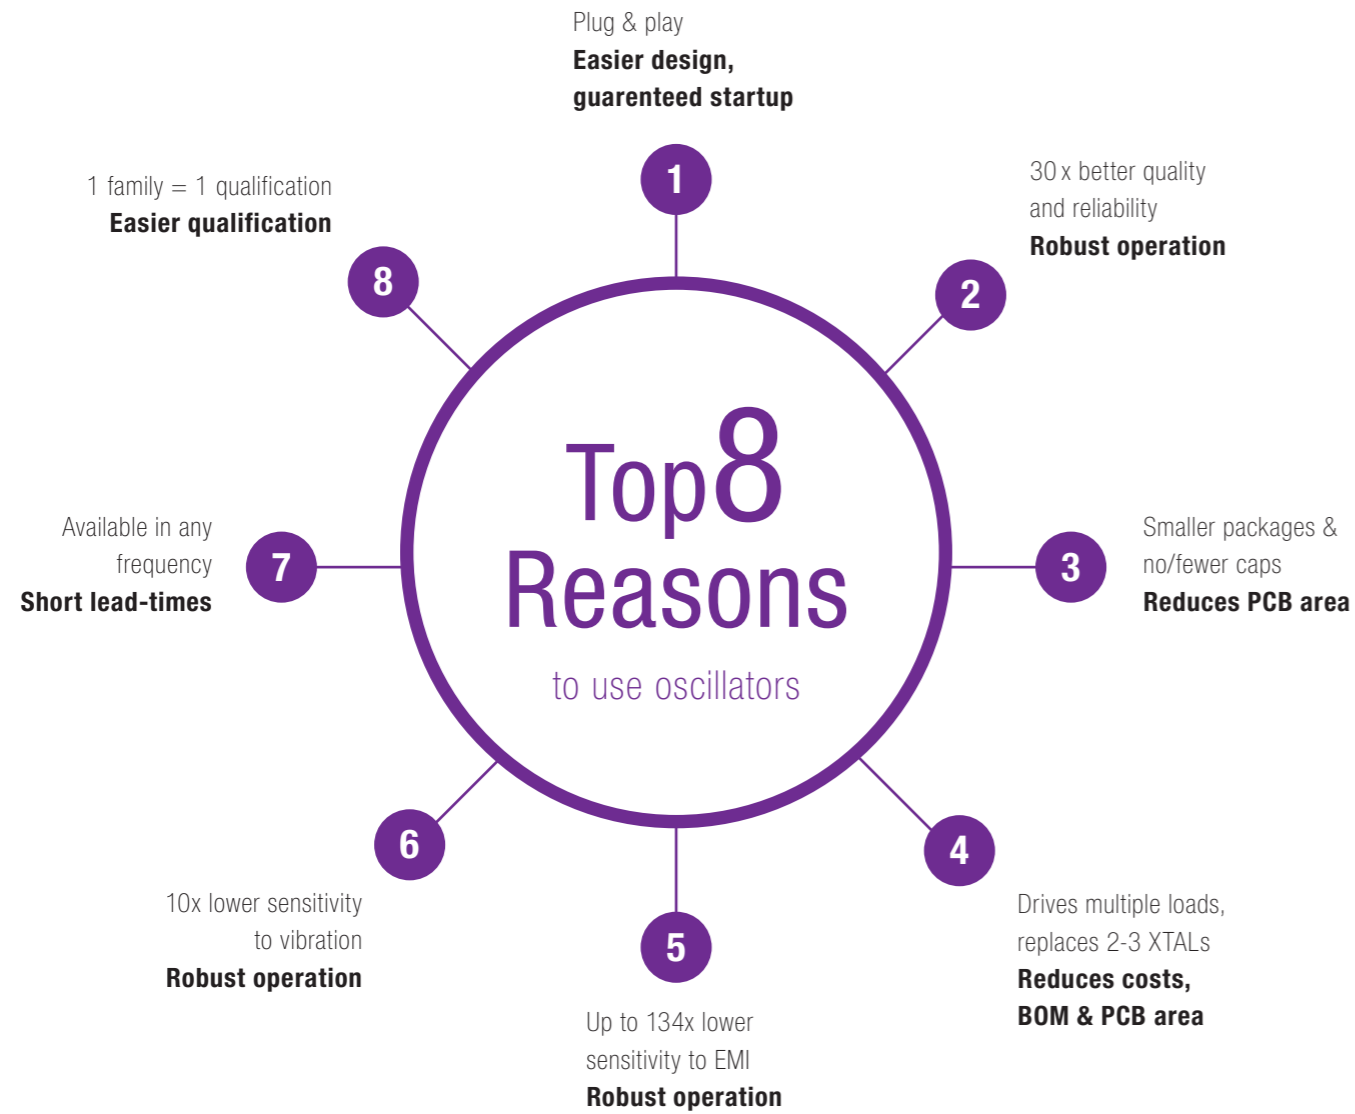 Top 8
Reasons
to use oscillators
1
Plug & play
Easier design,
guarenteed startup
2
30 x better quality
and reliability
Robust operation
3
Smaller packages &
no/fewer caps
Reduces PCB area
4
Drives multiple loads,
replaces 2-3 XTALs
Reduces costs,
BOM & PCB area
5
Up to 134x lower
sensitivity to EMI
Robust operation
6
10x lower sensitivity
to vibration
Robust operation
7
Available in any
frequency
Short lead-times
8
1 family = 1 qualification
Easier qualification